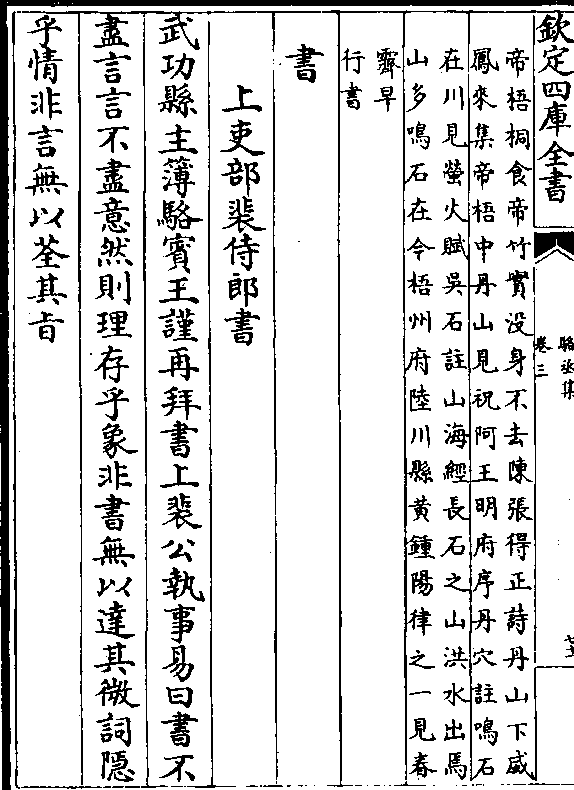 欽定四庫全書
駱丞集
卷三
帝梧桐食帝竹實没身不去陳張得正詩丹山下威
鳳來集帝梧中丹山見祝阿王明府序丹穴註鳴石
在川見螢火賦吳石註山海經長石之山洪水出焉
山多鳴石在今梧州府陸川縣黄鍾陽律之一見春
霽早
行書
書
上吏部裴侍郎書
武功縣主簿駱賓王謹再拜書上裴公執事易曰書不
盡言言不盡意然則理存乎象非書無以達其微詞隱
乎情非言無以荃其旨